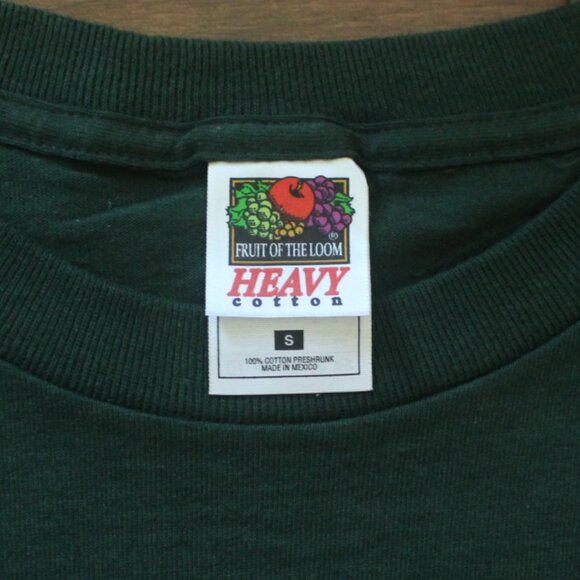 ®
FRUIT OF THE LOOM
HEAVY
cotton
S
100% COTTON PRESHRUNK
MADE IN MEXICO